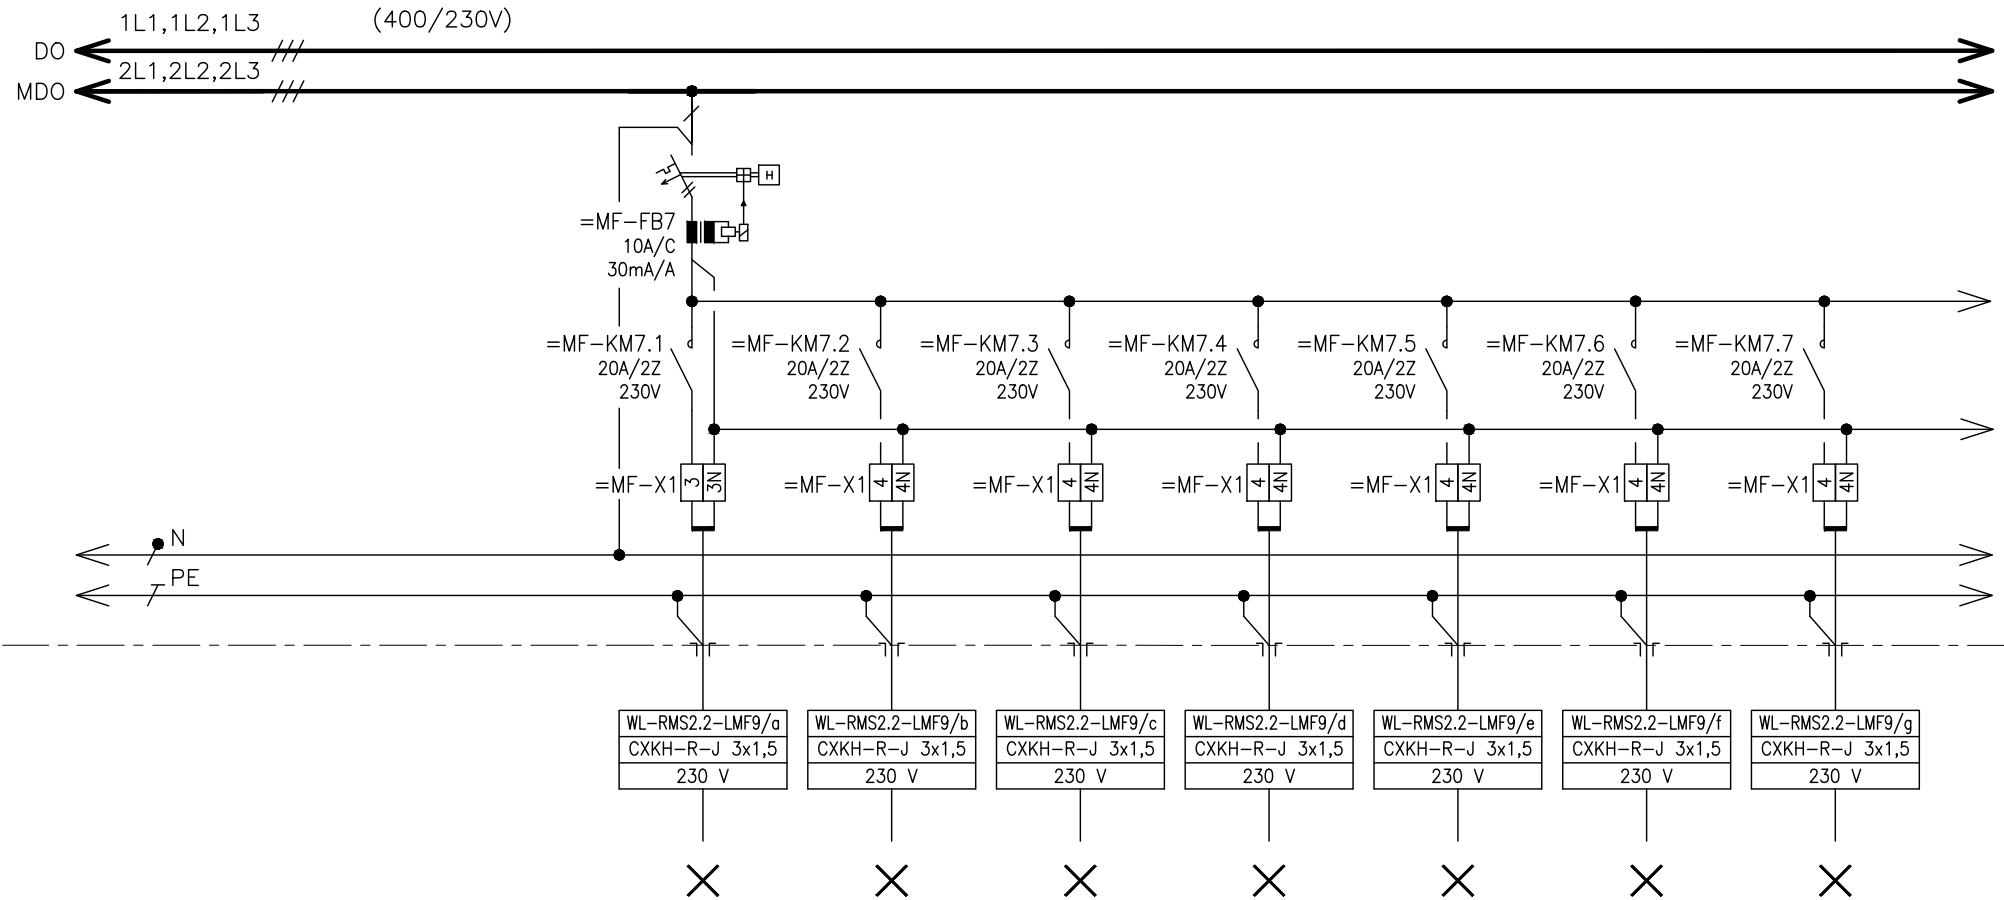 1L1,1L2,1L3 (400/230V)
DO
2L1,2L2,2L3
MDO
H
=MF-FB7
10A/C
30mA/A
=MF-KM7.1 =MF-KM7.2 =MF-KM7.3 =MF-KM7.4 =MF-KM7.5 =MF-KM7.6 =MF-KM7.7
20A/2Z 20A/2Z 20A/2Z 20A/2Z 20A/2Z 20A/2Z 20A/2Z
230V 230V 230V 230V 230V 230V 230V
=MF-X1 3 3N =MF-X1 4 4N =MF-X1 4 4N =MF-X1 4 4N =MF-X1 4 4N =MF-X1 4 4N =MF-X1 4 4N
N
PE
WL-RMS2.2-LMF9/a WL-RMS2.2-LMF9/b WL-RMS2.2-LMF9/c WL-RMS2.2-LMF9/d WL-RMS2.2-LMF9/e WL-RMS2.2-LMF9/f WL-RMS2.2-LMF9/g
CXKH-R-J 3x1,5 CXKH-R-J 3x1,5 CXKH-R-J 3x1,5 CXKH-R-J 3x1,5 CXKH-R-J 3x1,5 CXKH-R-J 3x1,5 CXKH-R-J 3x1,5
230 V 230 V 230 V 230 V 230 V 230 V 230 V